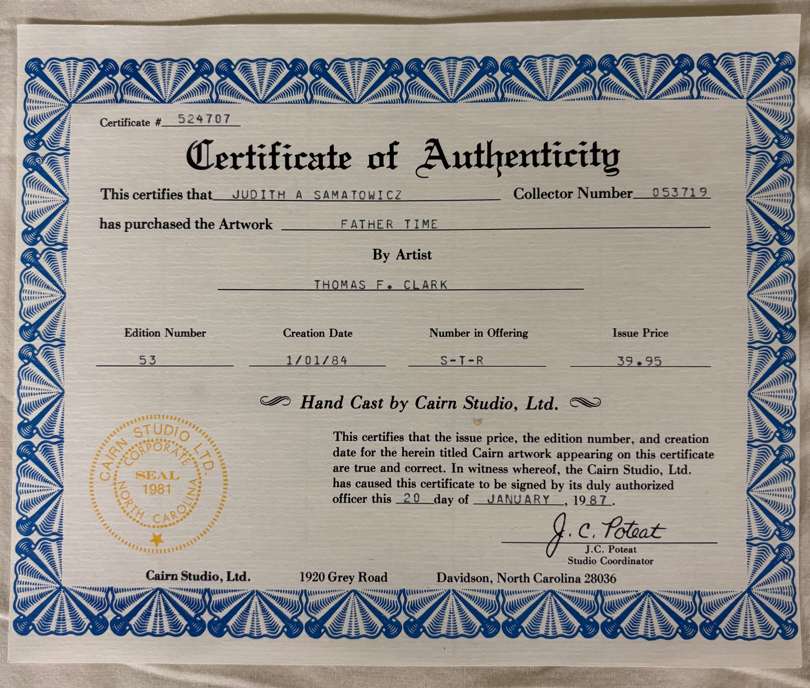 Certificate # 524707
Certificate of Authenticity
This certifies that JUDITH A SAMATOWICZ Collector Number 053719
has purchased the Artwork FATHER TIME
By Artist
THOMAS F. CLARK
Edition Number Creation Date Number in Offering Issue Price
53 1/01/84 S-T-R 39.95
Hand Cast by Cairn Studio, Ltd.
This certifies that the issue price, the edition number, and creation
date for the herein titled Cairn artwork appearing on this certificate
are true and correct. In witness whereof, the Cairn Studio, Ltd.
has caused this certificate to be signed by its duly authorized
officer this 20 day of JANUARY, 1987.
CAIRN STUDIO LTD.
CORPORATE
SEAL
1981
NORTH CAROLINA
J. C. Poteat
J.C. Poteat
Studio Coordinator
Cairn Studio, Ltd. 1920 Grey Road Davidson, North Carolina 28036